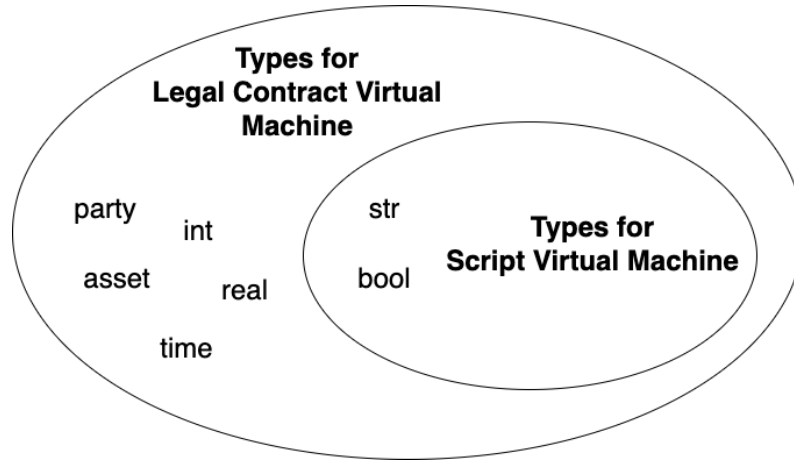 Types for
Legal Contract Virtual
Machine
party
int
str
Types for
Script Virtual Machine
asset
real
bool
time